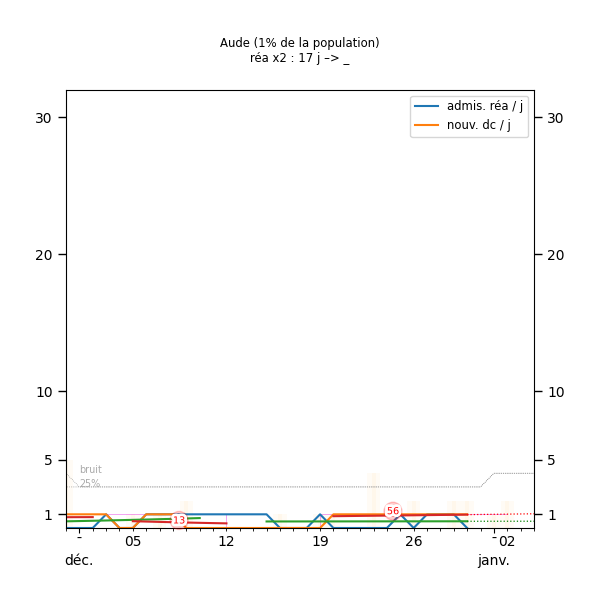 Aude (1% de la population)
réa x2 : 17 j –> _
admis. réa / j
nouv. dc / j
30 30
20 20
10 10
5 5
bruit
25%
1 1
13
56
- 05 12 19 26 - 02
déc. janv.